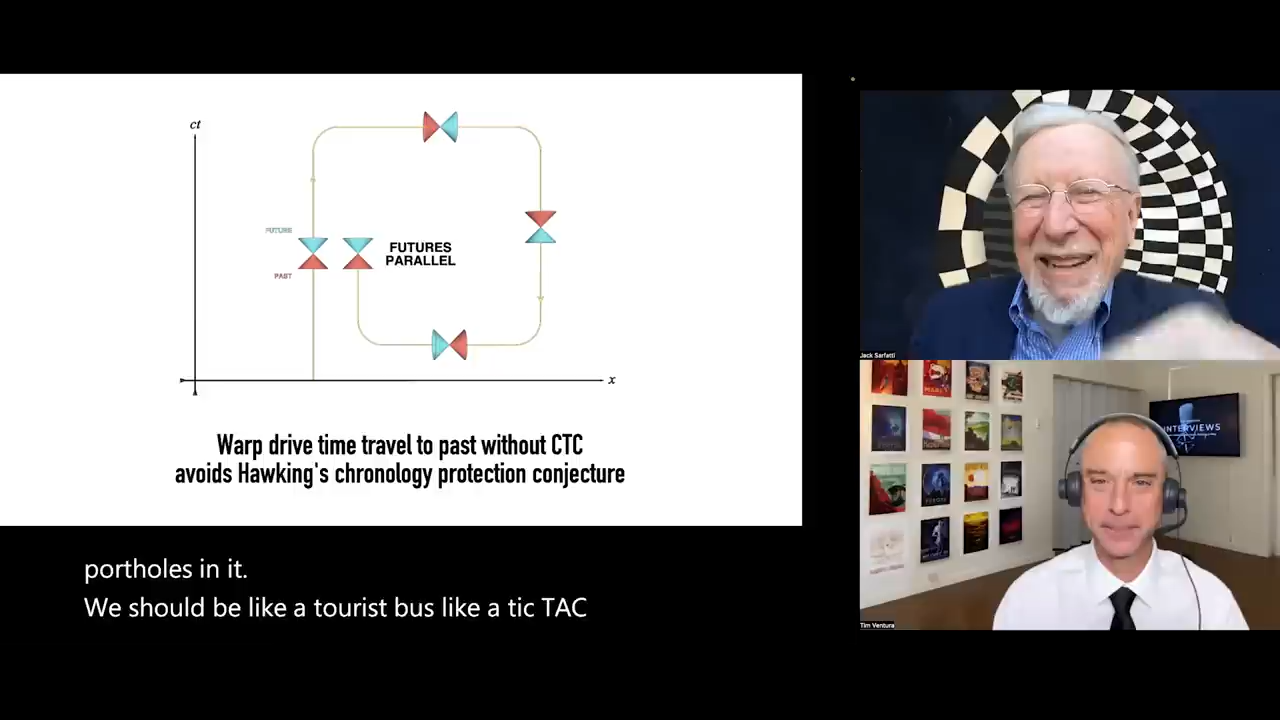 ct
FUTURE
PAST
FUTURES
PARALLEL
x
Warp drive time travel to past without CTC
avoids Hawking's chronology protection conjecture
portholes in it.
We should be like a tourist bus like a tic TAC
Jack Sarfatti
INTERVIEWS
Tim Ventura